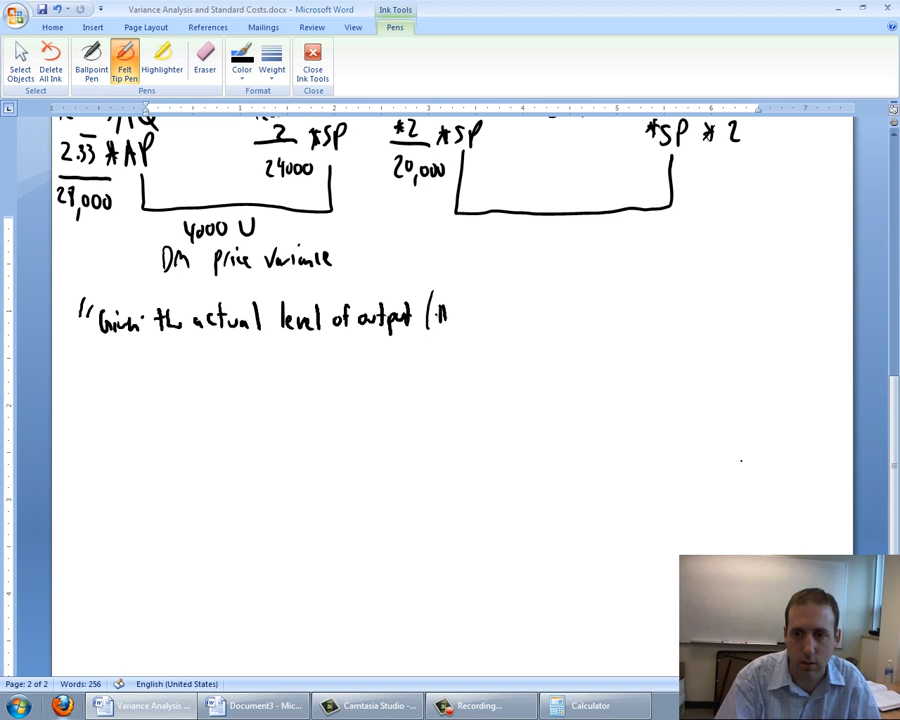 Variance Analysis and Standard Costs.docx - Microsoft Word
Ink Tools
Home Insert Page Layout References Mailings Review View Pens
Select Objects
Delete All Ink
Ballpoint Pen
Felt Tip Pen
Highlighter
Eraser
Color
Weight
Close Ink Tools
Select
Pens
Format
Close
2 *SP
*2 *SP
*SP * 2
2.33 *AP
24000
20,000
28,000
4000 U
DM price variance
"Given the actual level of output (
Page: 2 of 2 Words: 256 English (United States)
Variance Analysis ... Document3 - Mic... Camtasia Studio -... Recording... Calculator